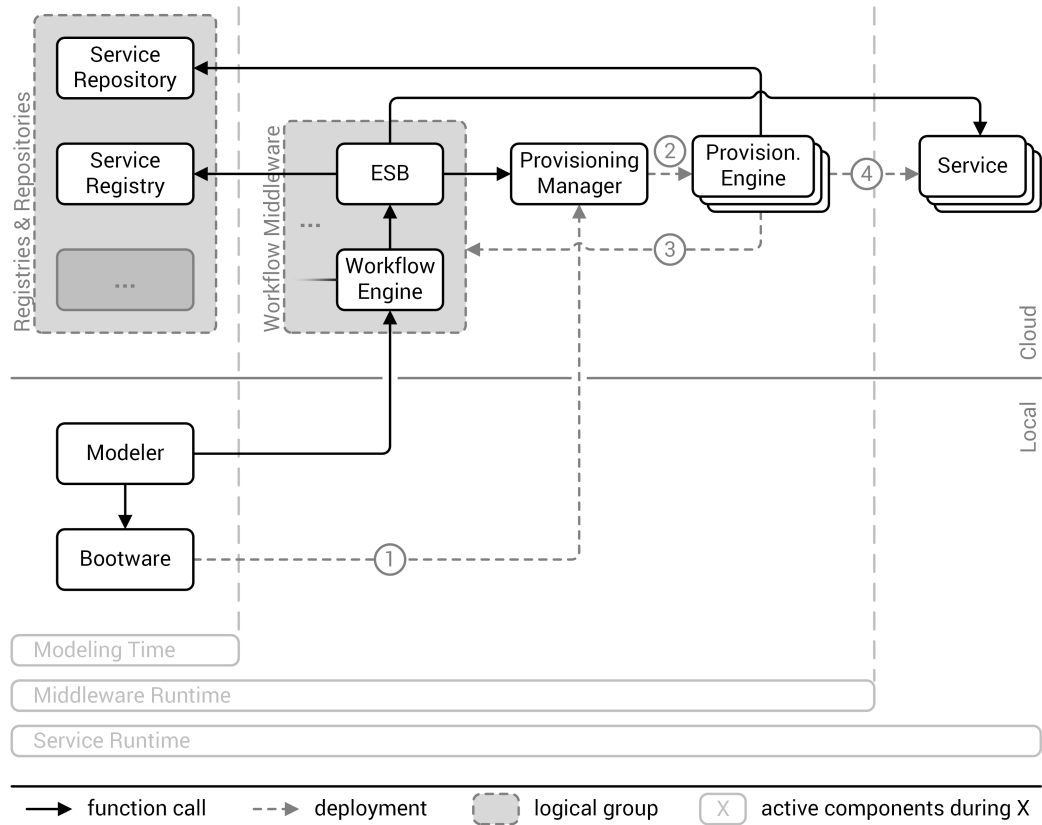 Registries & Repositories
Service
Repository
Service
Registry
...
Workflow Middleware
ESB
...
Workflow
Engine
Provisioning
Manager
2
Provision.
Engine
4
Service
3
Cloud
Local
Modeler
Bootware
1
Modeling Time
Middleware Runtime
Service Runtime
function call
deployment
logical group
X
active components during X